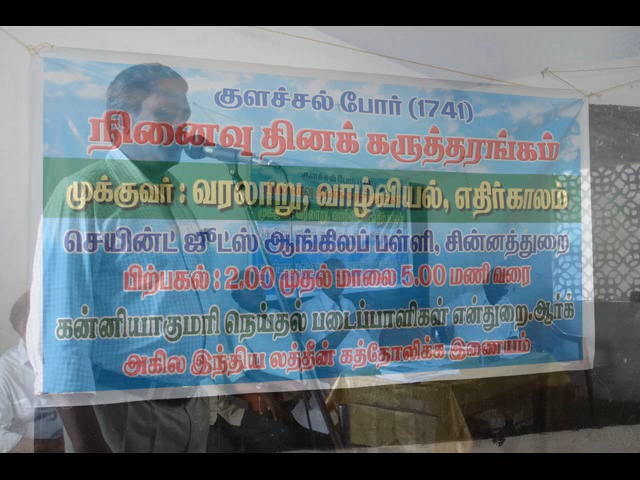 குளச்சல் போர் (1741)
நினைவு தினக் கருத்தரங்கம்
முக்குவர் : வரலாறு, வாழ்வியல், எதிர்காலம்
செயின்ட் ஜூட்ஸ் ஆங்கிலப் பள்ளி, சின்னத்துறை
பிற்பகல் : 2.00 முதல் மாலை 5.00 மணி வரை
கன்னியாகுமரி நெய்தல் படைப்பாளிகள் என்துறை.ஆர்க்
அகில இந்திய லத்தீன் கத்தோலிக்க இணையம்